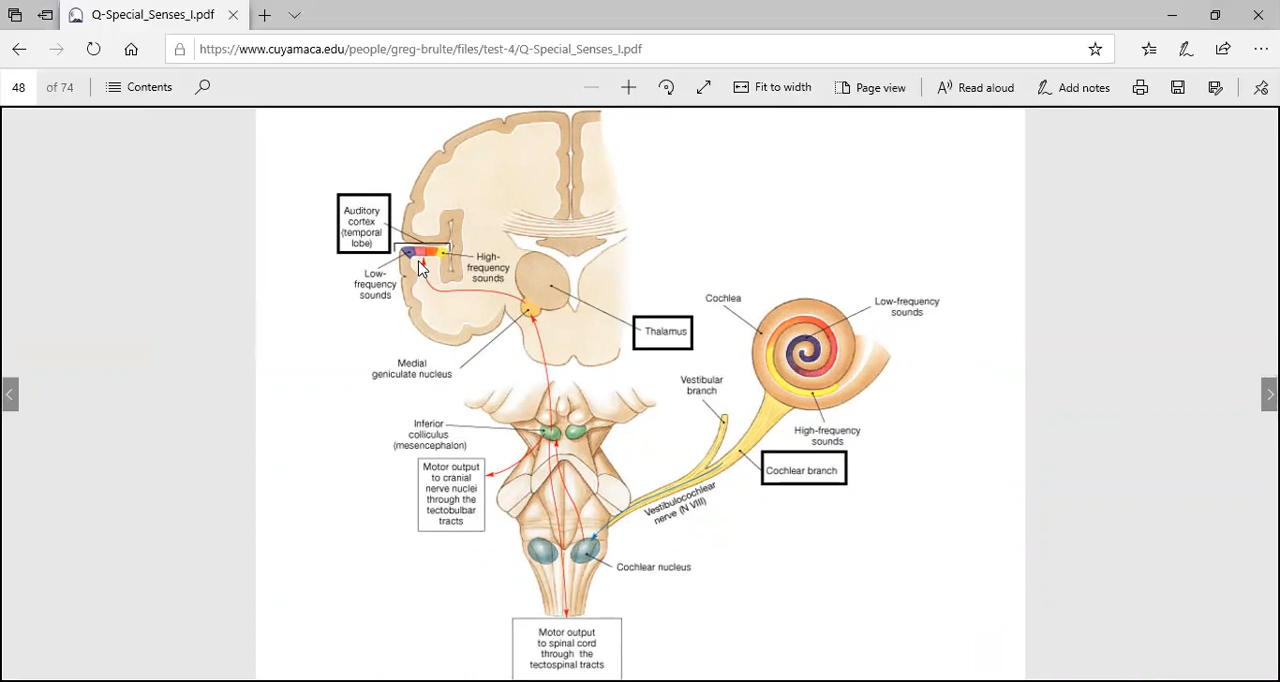 Q-Special_Senses_I.pdf
https://www.cuyamaca.edu/people/greg-brulte/files/test-4/Q-Special_Senses_I.pdf
48 of 74 Contents Fit to width Page view Read aloud Add notes
Auditory
cortex
(temporal
lobe)
High-
frequency
sounds
Low-
frequency
sounds
Thalamus
Cochlea
Low-frequency
sounds
Medial
geniculate nucleus
Vestibular
branch
High-frequency
sounds
Inferior
colliculus
(mesencephalon)
Cochlear branch
Motor output
to cranial
nerve nuclei
through the
tectobulbar
tracts
Vestibulocochlear
nerve (N VIII)
Cochlear nucleus
Motor output
to spinal cord
through the
tectospinal tracts